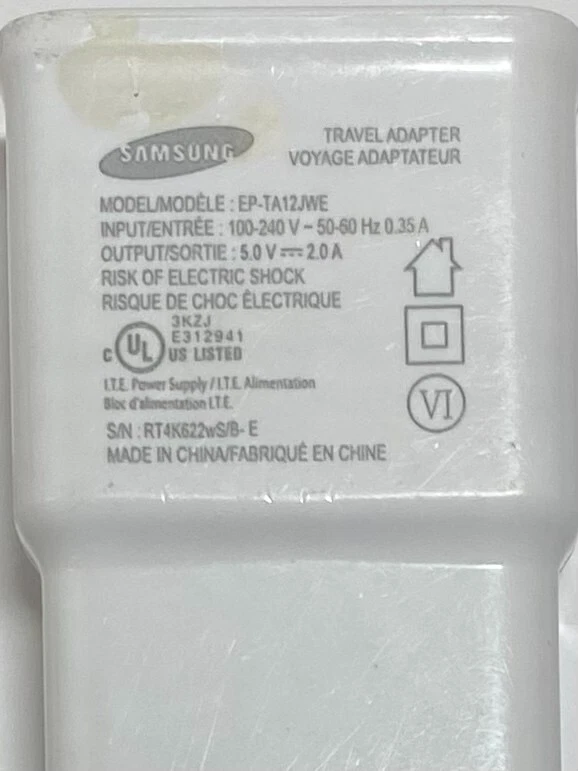 SAMSUNG
TRAVEL ADAPTER
VOYAGE ADAPTATEUR
MODEL/MODÈLE : EP-TA12JWE
INPUT/ENTRÉE : 100-240 V ~ 50-60 Hz 0.35 A
OUTPUT/SORTIE : 5.0 V ⎓ 2.0 A
RISK OF ELECTRIC SHOCK
RISQUE DE CHOC ÉLECTRIQUE
3KZJ
E312941
C UL US LISTED
I.T.E. Power Supply / I.T.E. Alimentation
Bloc d'alimentation I.T.E.
VI
S/N : RT4K622wS/B- E
MADE IN CHINA/FABRIQUÉ EN CHINE